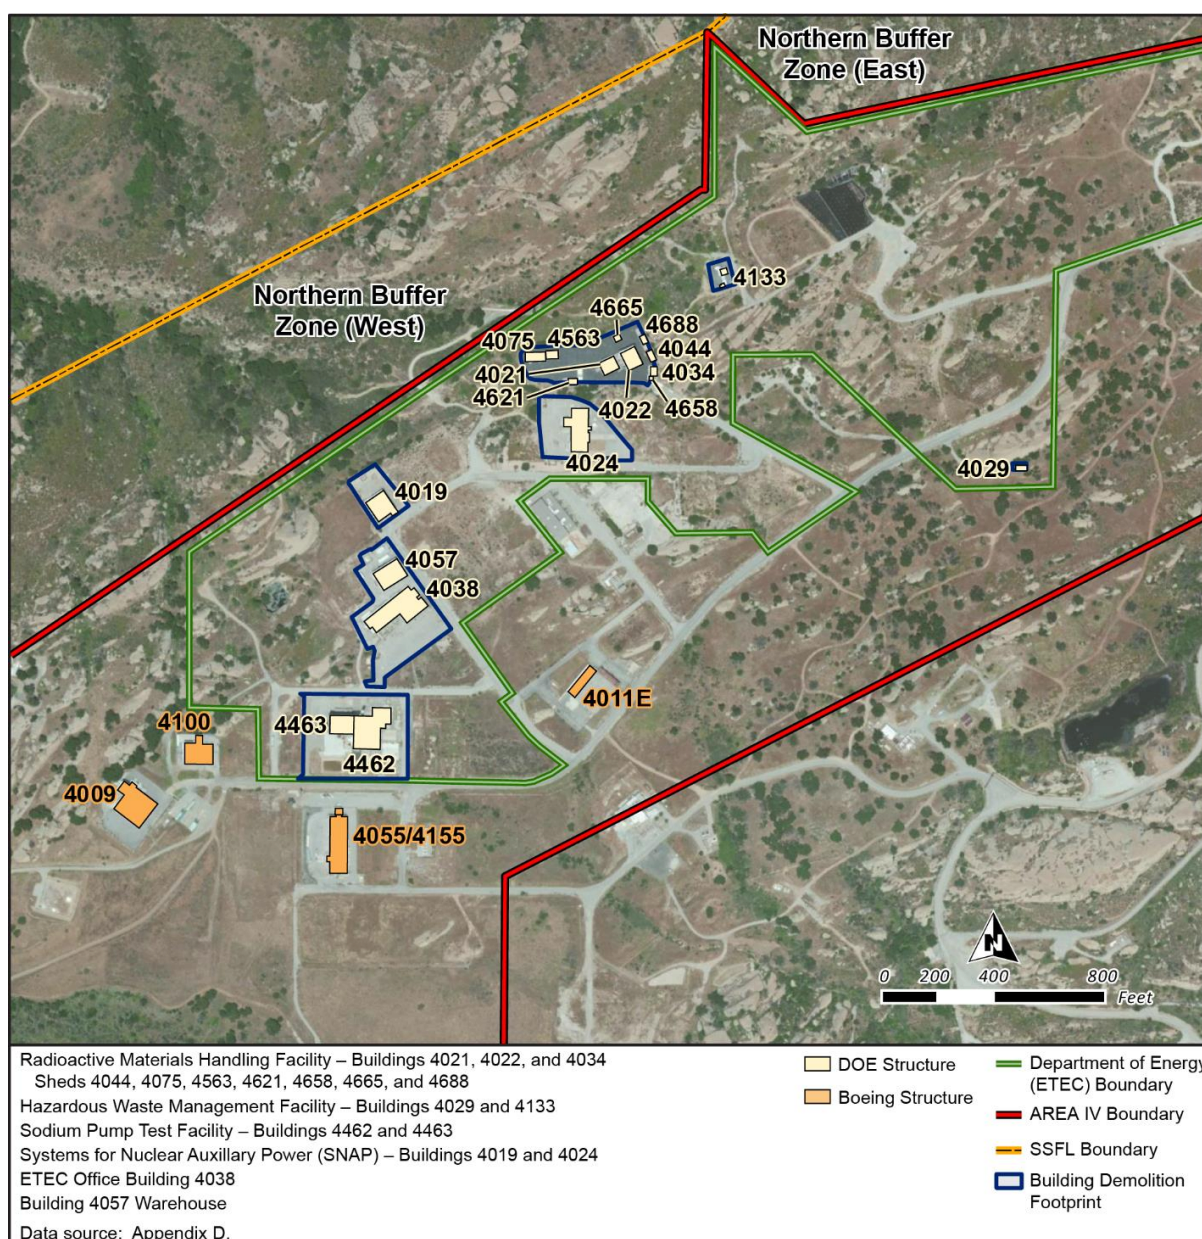 Northern Buffer
Zone (East)
Northern Buffer
Zone (West)
4133
4665
4688
4075
4563
4044
4021
4034
4621
4022
4658
4024
4029
4019
4057
4038
4011E
4100
4463
4462
4009
4055/4155
N
0 200 400 800
Feet
Radioactive Materials Handling Facility – Buildings 4021, 4022, and 4034
Sheds 4044, 4075, 4563, 4621, 4658, 4665, and 4688
Hazardous Waste Management Facility – Buildings 4029 and 4133
Sodium Pump Test Facility – Buildings 4462 and 4463
Systems for Nuclear Auxillary Power (SNAP) – Buildings 4019 and 4024
ETEC Office Building 4038
Building 4057 Warehouse
Data source: Appendix D.
DOE Structure
Boeing Structure
Department of Energy
(ETEC) Boundary
AREA IV Boundary
SSFL Boundary
Building Demolition
Footprint